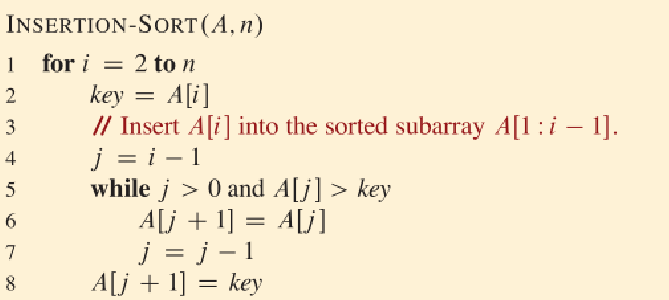 INSERTION-SORT(A, n)
1 for i = 2 to n
2 key = A[i]
3 // Insert A[i] into the sorted subarray A[1 : i − 1].
4 j = i − 1
5 while j > 0 and A[j] > key
6 A[j + 1] = A[j]
7 j = j − 1
8 A[j + 1] = key